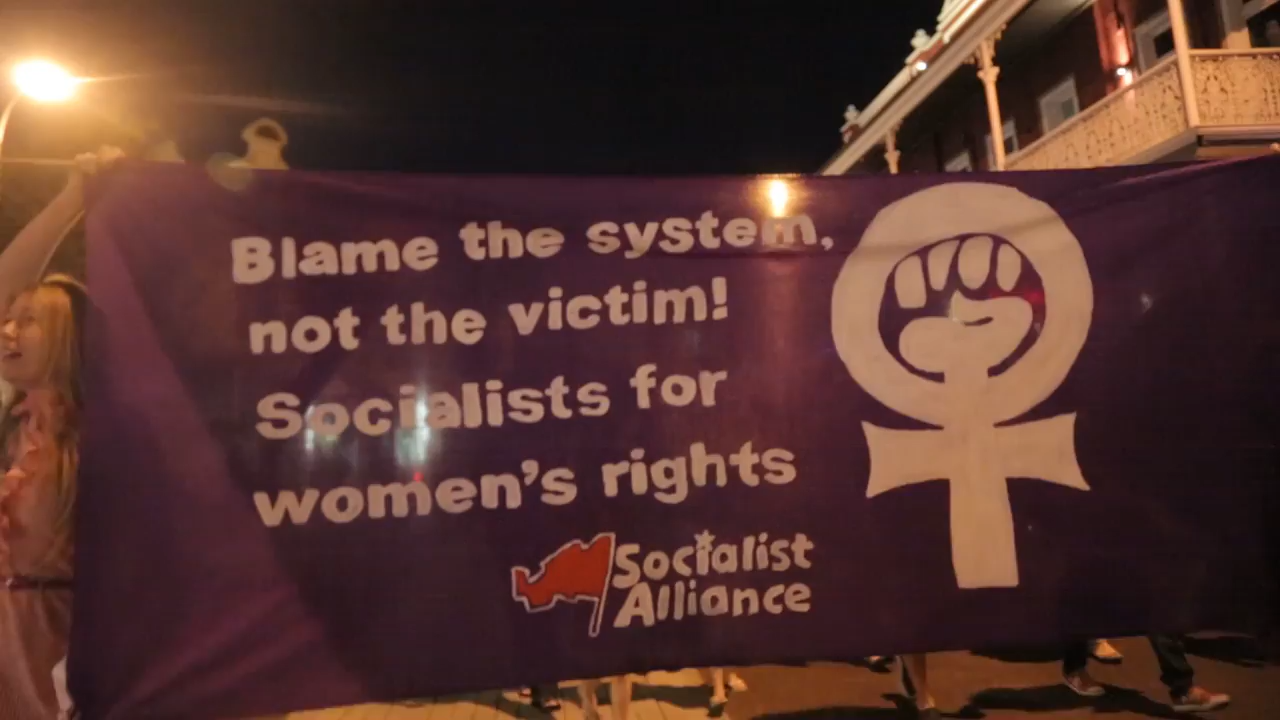 Blame the system,
not the victim!
Socialists for
women's rights
Socialist
Alliance